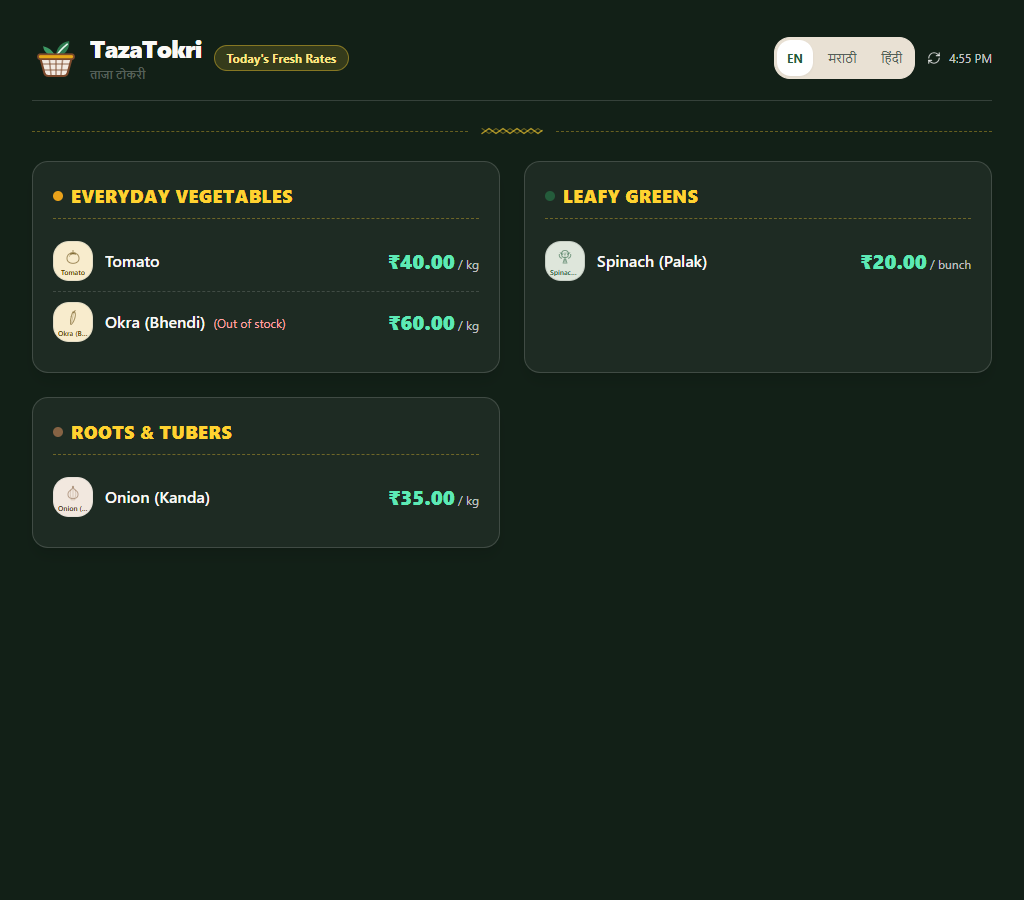 TazaTokri
ताजा टोकरी
Today's Fresh Rates
EN
मराठी
हिंदी
4:55 PM
EVERYDAY VEGETABLES
Tomato
Tomato
₹40.00 / kg
Okra (B...
Okra (Bhendi) (Out of stock)
₹60.00 / kg
LEAFY GREENS
Spinac...
Spinach (Palak)
₹20.00 / bunch
ROOTS & TUBERS
Onion (...
Onion (Kanda)
₹35.00 / kg